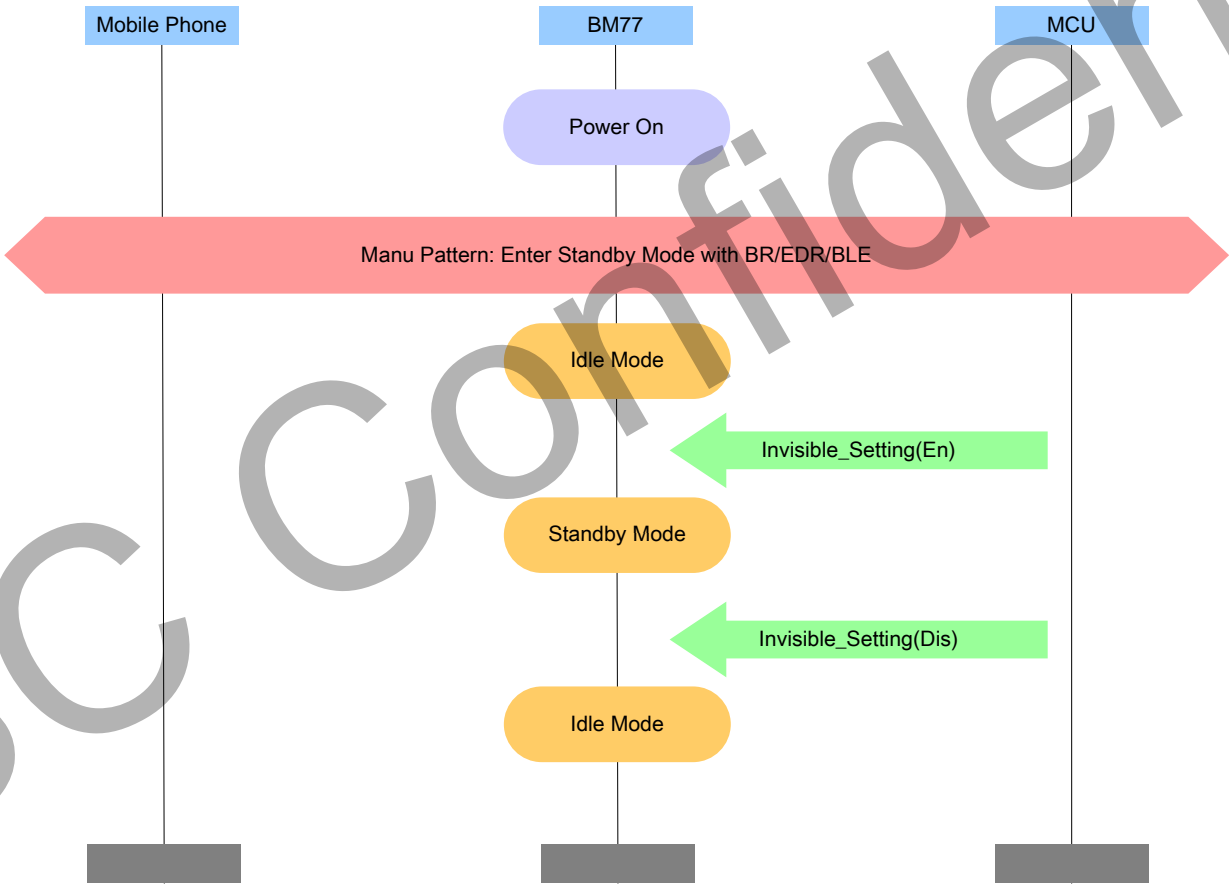 Mobile Phone
BM77
MCU
Power On
Manu Pattern: Enter Standby Mode with BR/EDR/BLE
Idle Mode
Invisible_Setting(En)
Standby Mode
Invisible_Setting(Dis)
Idle Mode
C Confiden